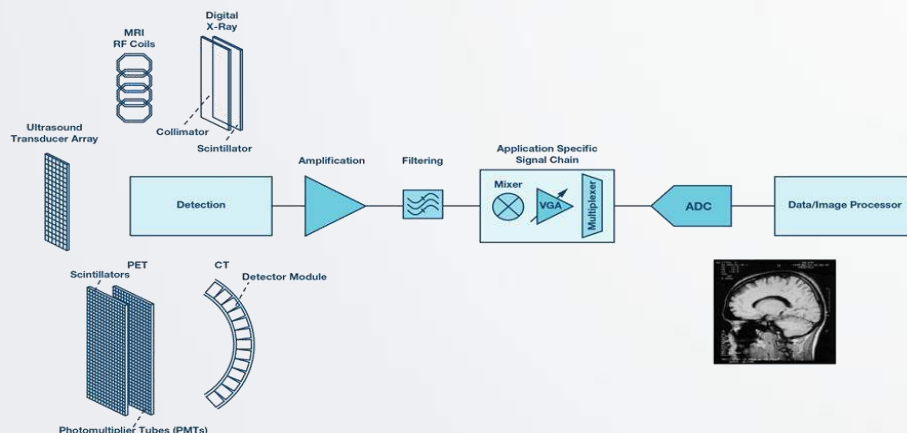 Digital
X-Ray
MRI
RF Coils
Collimator
Scintillator
Ultrasound
Transducer Array
Amplification
Filtering
Application Specific
Signal Chain
Detection
Mixer
VGA
Multiplexer
ADC
Data/Image Processor
PET
CT
Scintillators
Detector Module
Photomultiplier Tubes (PMTs)